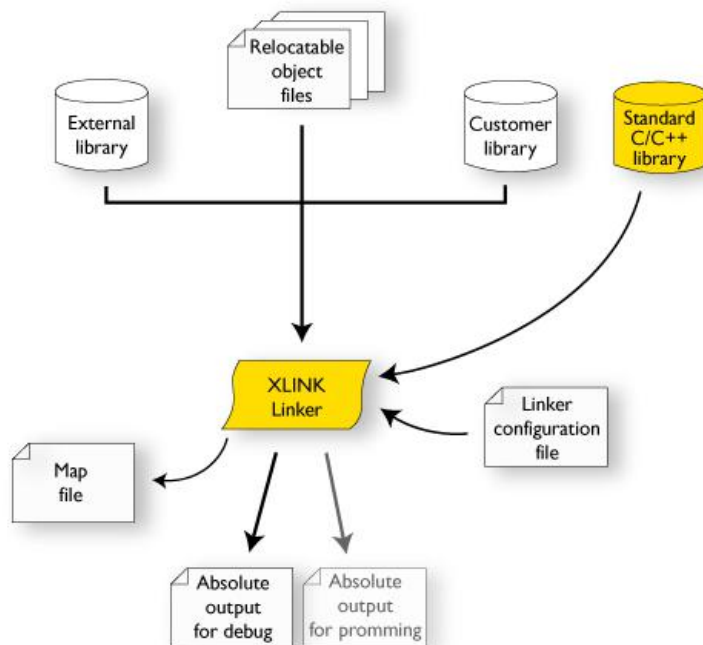 Relocatable
object
files
External
library
Customer
library
Standard
C/C++
library
XLINK
Linker
Linker
configuration
file
Map
file
Absolute
output
for debug
Absolute
output
for promming